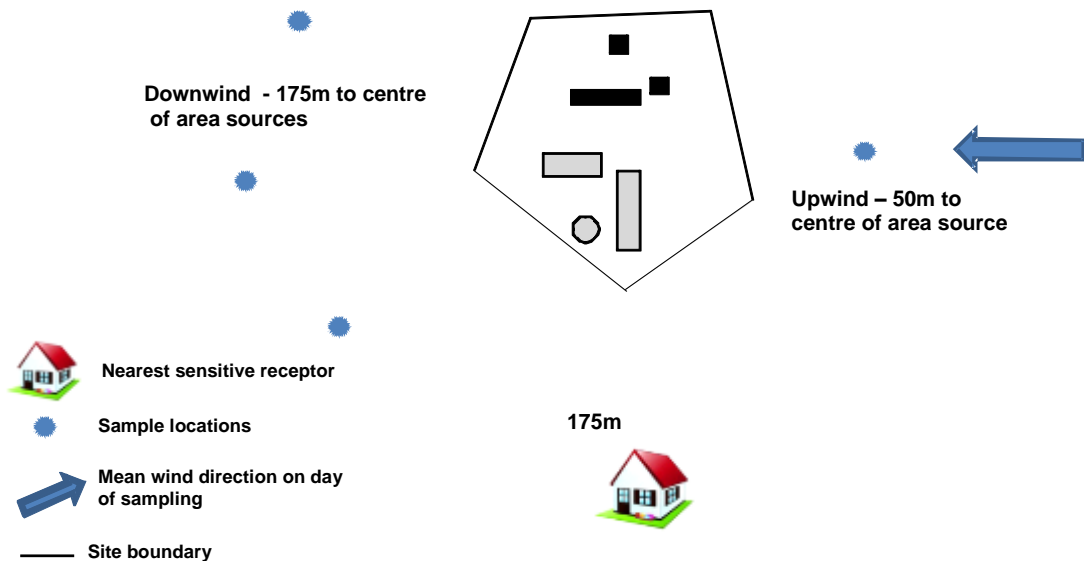 Downwind - 175m to centre
of area sources
Upwind – 50m to
centre of area source
Nearest sensitive receptor
Sample locations
175m
Mean wind direction on day
of sampling
Site boundary